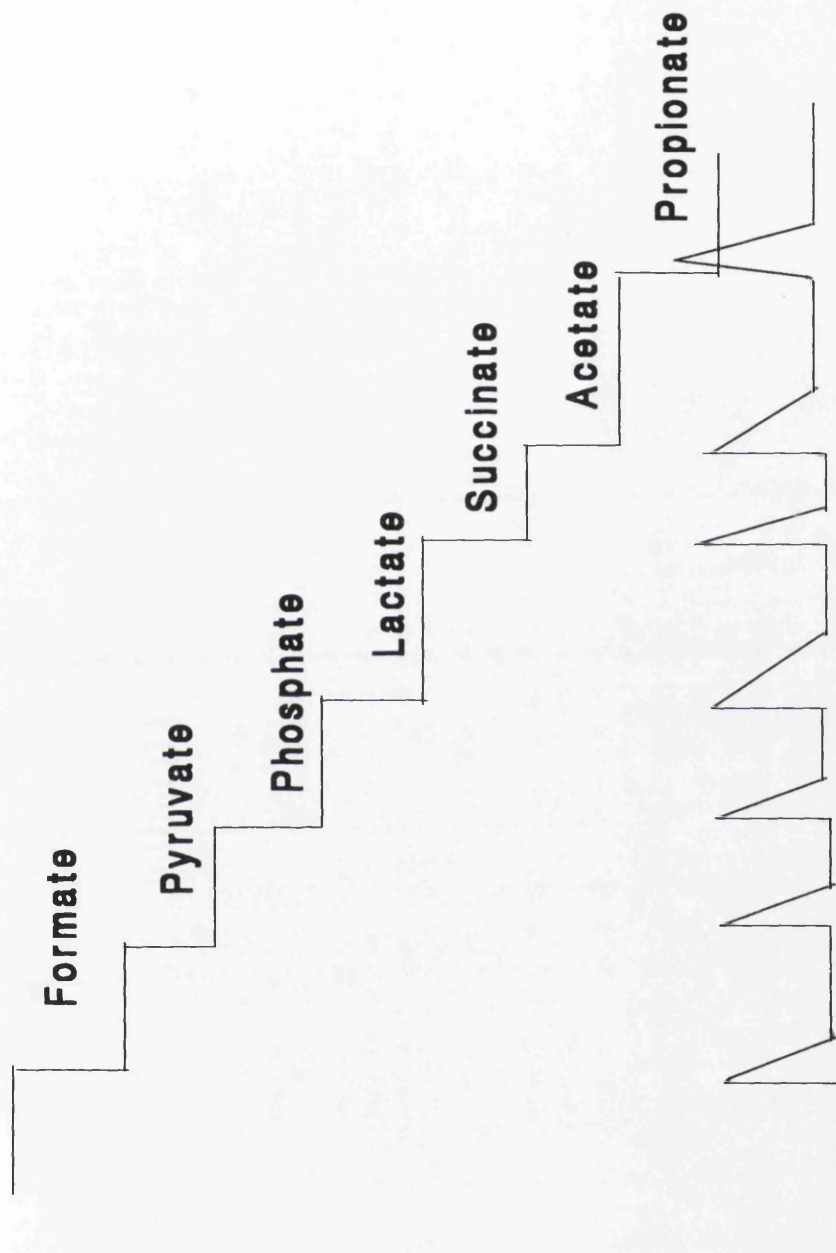 Formate
Pyruvate
Phosphate
Lactate
Succinate
Acetate
Propionate